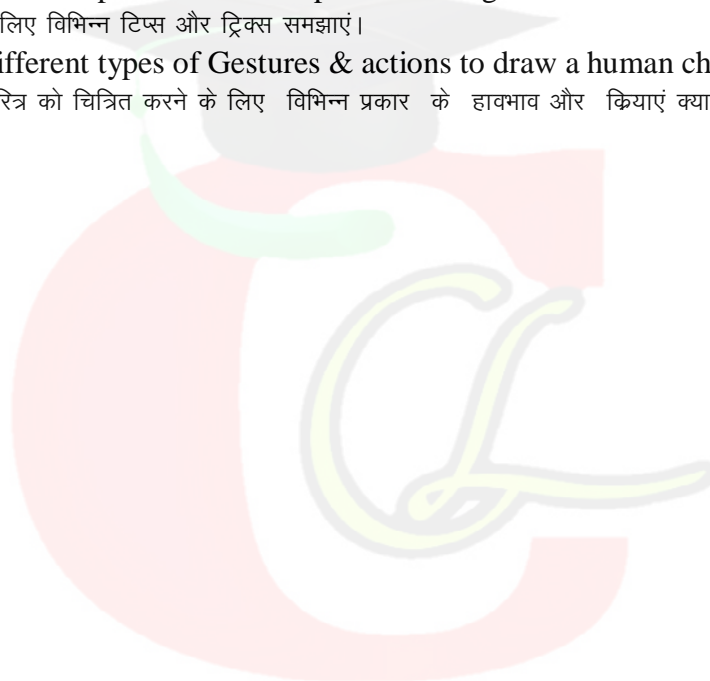 लिए विभिन्न टिप्स और ट्रिक्स समझाएं।
ifferent types of Gestures & actions to draw a human ch
रित्र को चित्रित करने के लिए विभिन्न प्रकार के हावभाव और क्रियाएं क्या